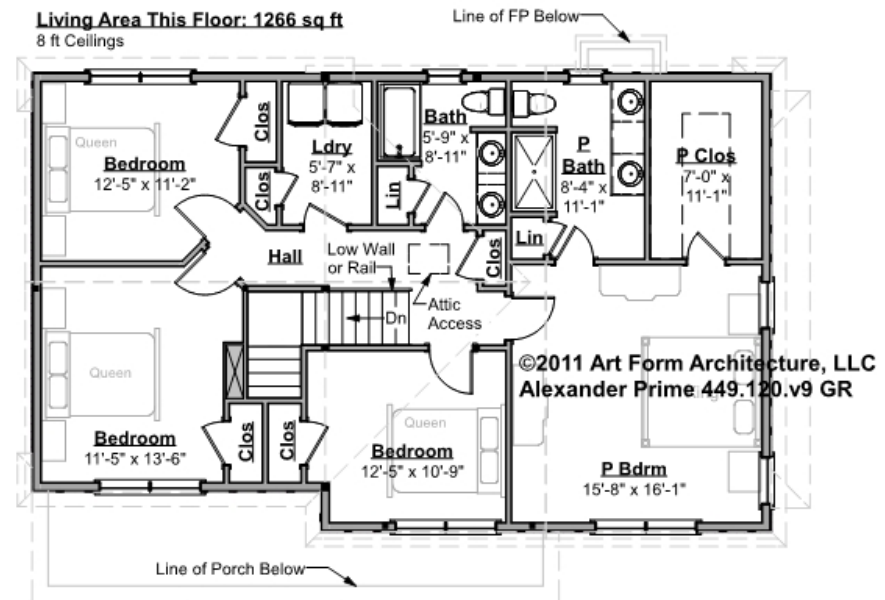 Living Area This Floor: 1266 sq ft
8 ft Ceilings
Line of FP Below
Queen
Bedroom
12'-5" x 11'-2"
Clos
Clos
Ldry
5'-7" x
8'-11"
Bath
5'-9" x
8'-11"
Lin
P
Bath
8'-4" x
11'-1"
P Clos
7'-0" x
11'-1"
Lin
Clos
Hall
Low Wall
or Rail
Attic
Access
Dn
Queen
Bedroom
11'-5" x 13'-6"
Clos
Clos
Queen
Bedroom
12'-5" x 10'-9"
©2011 Art Form Architecture, LLC
Alexander Prime 449.120.v9 GR
P Bdrm
15'-8" x 16'-1"
Line of Porch Below